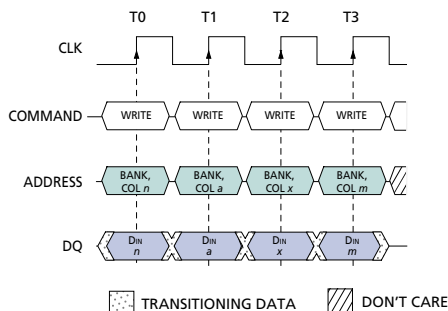 T0 T1 T2 T3
CLK
COMMAND WRITE WRITE WRITE WRITE
ADDRESS BANK, COL n BANK, COL a BANK, COL x BANK, COL m
DQ DIN n DIN a DIN x DIN m
TRANSITIONING DATA DON'T CARE